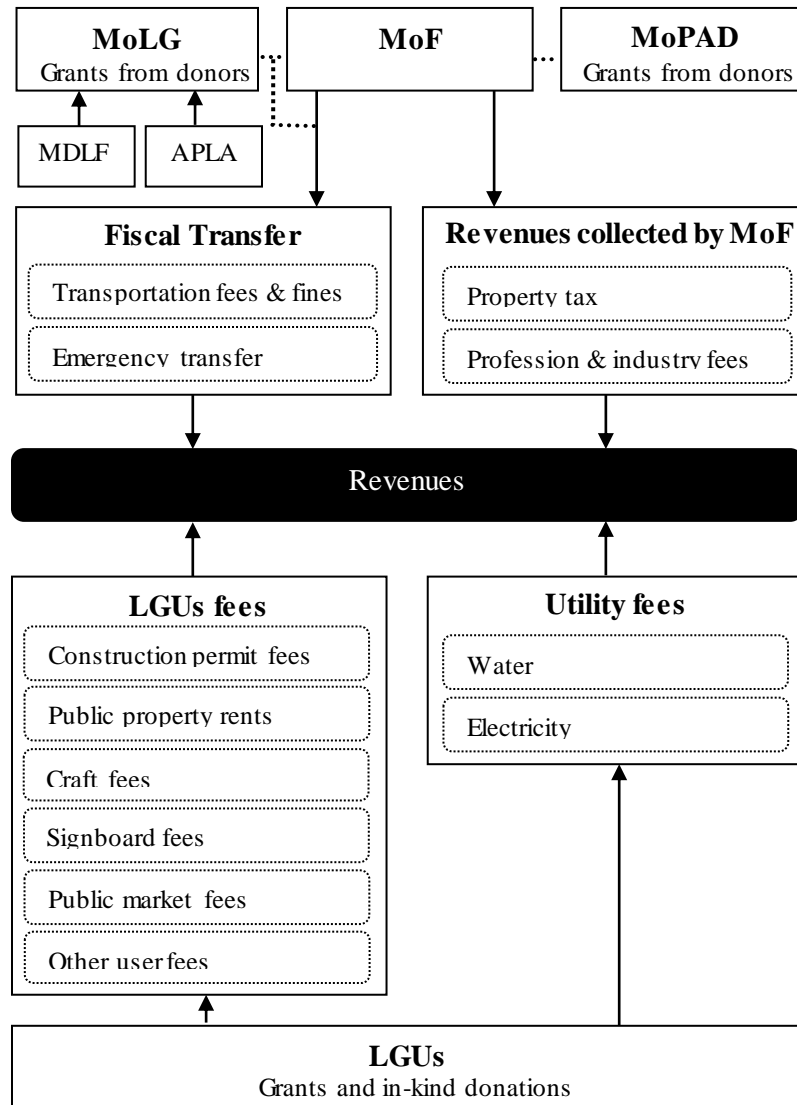 MoLG
Grants from donors
MoF
MoPAD
Grants from donors
MDLF
APLA
Fiscal Transfer
Transportation fees & fines
Emergency transfer
Revenues collected by MoF
Property tax
Profession & industry fees
Revenues
LGUs fees
Construction permit fees
Public property rents
Craft fees
Signboard fees
Public market fees
Other user fees
Utility fees
Water
Electricity
LGUs
Grants and in-kind donations